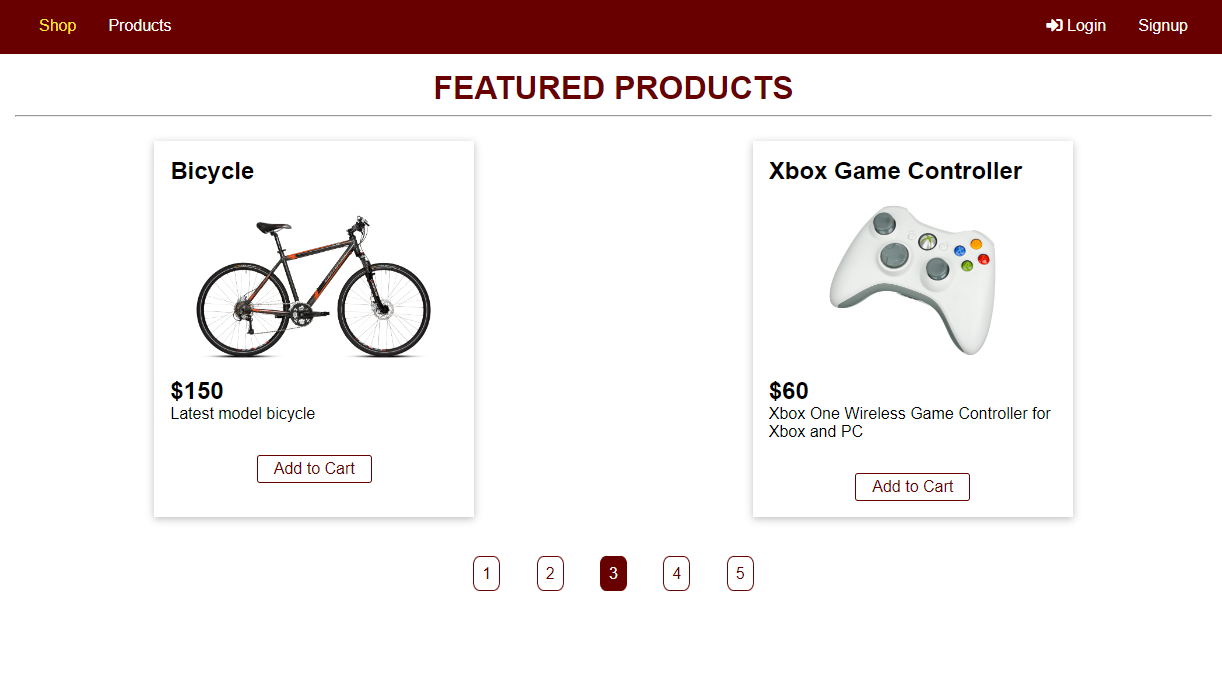 Shop Products Login Signup
FEATURED PRODUCTS
Bicycle
$150
Latest model bicycle
Add to Cart
Xbox Game Controller
$60
Xbox One Wireless Game Controller for
Xbox and PC
Add to Cart
1 2 3 4 5